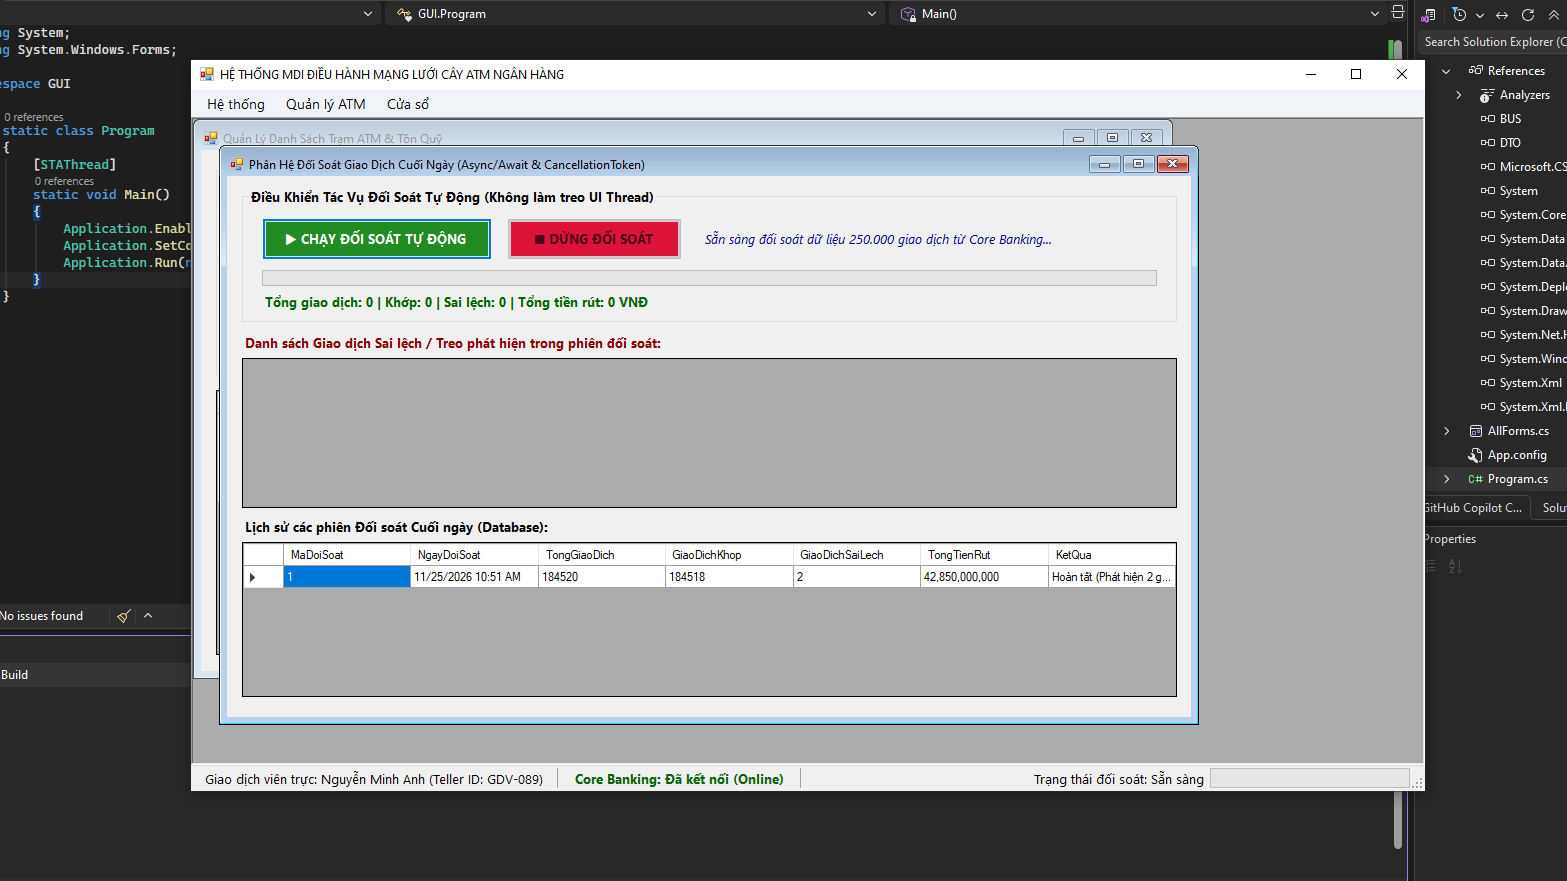 GUI.Program
Main()
g System;
g System.Windows.Forms;
espace GUI
0 references
static class Program
{
[STAThread]
0 references
static void Main()
{
Application.Enabl
Application.SetCo
Application.Run(n
}
}
No issues found
Build
HỆ THỐNG MDI ĐIỀU HÀNH MẠNG LƯỚI CÂY ATM NGÂN HÀNG
Hệ thống Quản lý ATM Cửa sổ
Quản Lý Danh Sách Trạm ATM & Tồn Quỹ
Phân Hệ Đối Soát Giao Dịch Cuối Ngày (Async/Await & CancellationToken)
Điều Khiển Tác Vụ Đối Soát Tự Động (Không làm treo UI Thread)
▶ CHẠY ĐỐI SOÁT TỰ ĐỘNG
■ DỪNG ĐỐI SOÁT
Sẵn sàng đối soát dữ liệu 250.000 giao dịch từ Core Banking...
Tổng giao dịch: 0 | Khớp: 0 | Sai lệch: 0 | Tổng tiền rút: 0 VNĐ
Danh sách Giao dịch Sai lệch / Treo phát hiện trong phiên đối soát:
Lịch sử các phiên Đối soát Cuối ngày (Database):
MaDoiSoat NgayDoiSoat TongGiaoDich GiaoDichKhop GiaoDichSaiLech TongTienRut KetQua
1 11/25/2026 10:51 AM 184520 184518 2 42,850,000,000 Hoàn tất (Phát hiện 2 g...
Giao dịch viên trực: Nguyễn Minh Anh (Teller ID: GDV-089)
Core Banking: Đã kết nối (Online)
Trạng thái đối soát: Sẵn sàng
Search Solution Explorer (C
References
Analyzers
BUS
DTO
Microsoft.CS
System
System.Core
System.Data
System.Data.
System.Deplo
System.Draw
System.Net.H
System.Wind
System.Xml
System.Xml.L
AllForms.cs
App.config
C# Program.cs
GitHub Copilot C... Solu
Properties